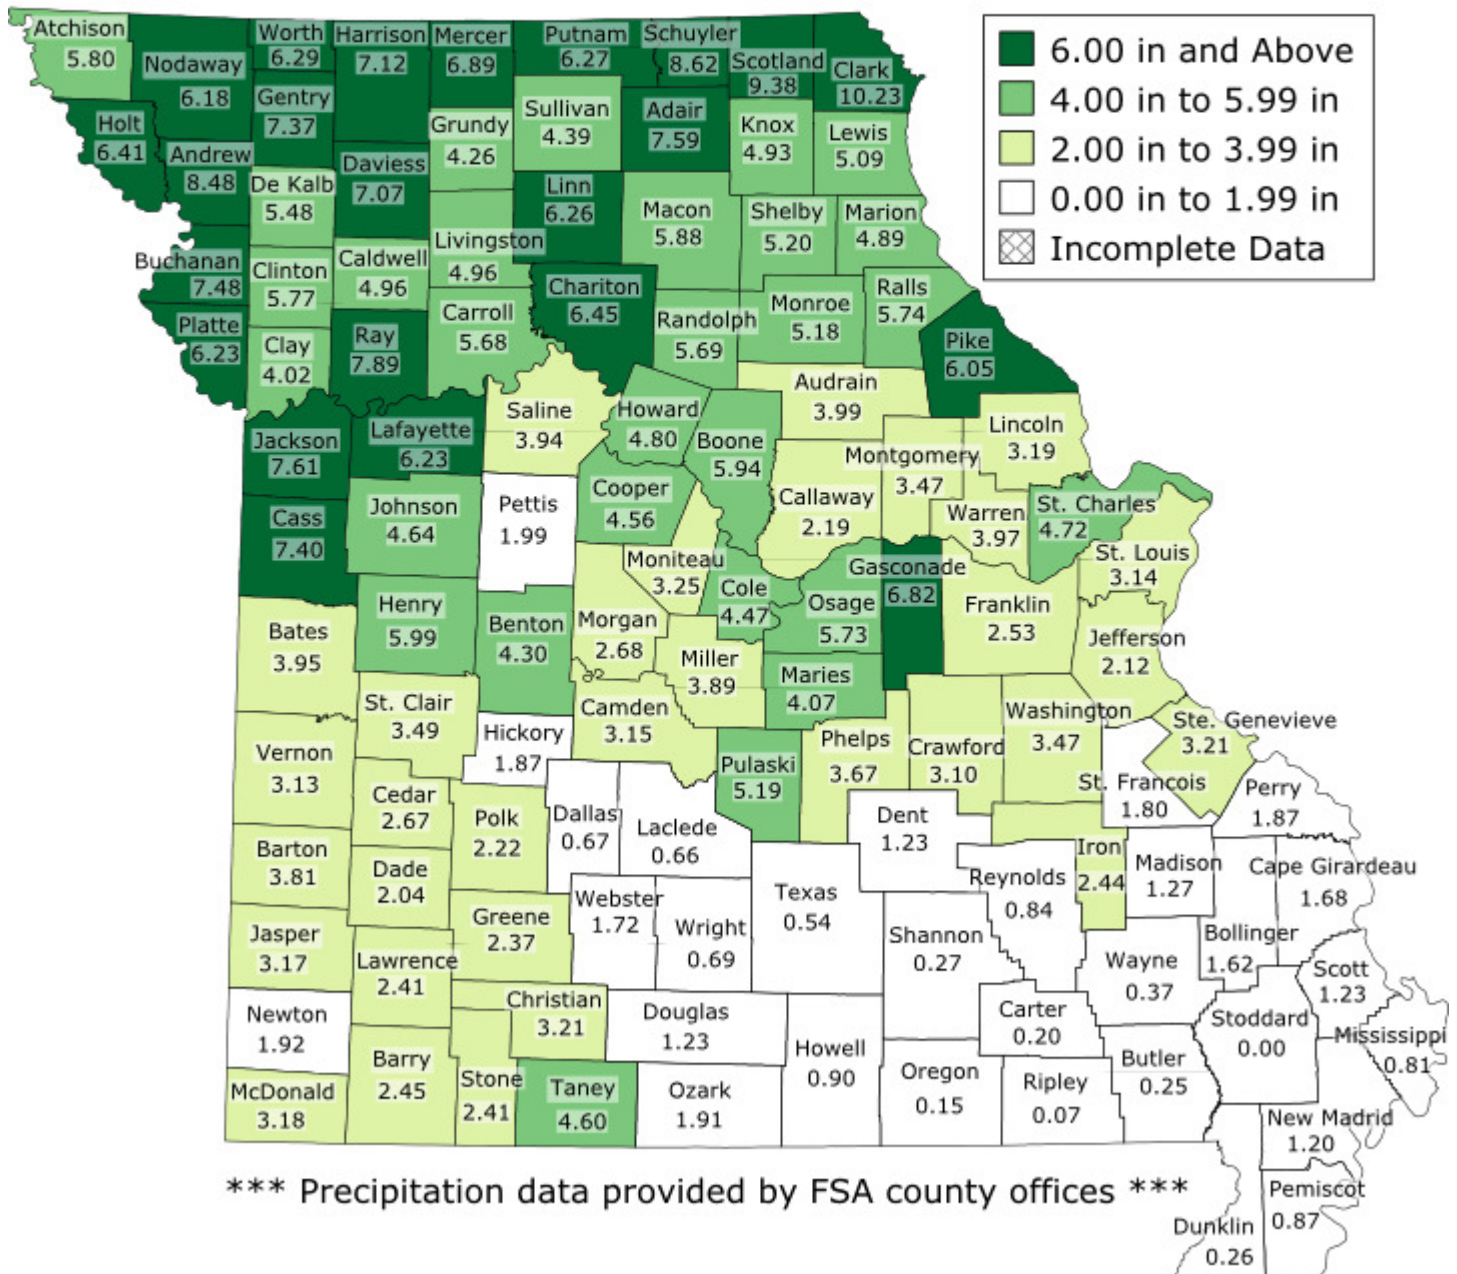 Atchison
5.80
Nodaway
6.18
Worth
6.29
Harrison
7.12
Mercer
6.89
Putnam
6.27
Schuyler
8.62
Scotland
9.38
Clark
10.23
6.00 in and Above
4.00 in to 5.99 in
2.00 in to 3.99 in
0.00 in to 1.99 in
Incomplete Data
Holt
6.41
Andrew
8.48
Gentry
7.37
De Kalb
5.48
Daviess
7.07
Grundy
4.26
Sullivan
4.39
Adair
7.59
Knox
4.93
Lewis
5.09
Linn
6.26
Macon
5.88
Shelby
5.20
Marion
4.89
Buchanan
7.48
Clinton
5.77
Caldwell
4.96
Livingston
4.96
Chariton
6.45
Randolph
5.69
Monroe
5.18
Ralls
5.74
Pike
6.05
Platte
6.23
Clay
4.02
Ray
7.89
Carroll
5.68
Saline
3.94
Howard
4.80
Boone
5.94
Audrain
3.99
Lincoln
3.19
Jackson
7.61
Lafayette
6.23
Montgomery
3.47
Cass
7.40
Johnson
4.64
Pettis
1.99
Cooper
4.56
Callaway
2.19
Warren
3.97
St. Charles
4.72
St. Louis
3.14
Moniteau
3.25
Cole
4.47
Osage
5.73
Gasconade
6.82
Franklin
2.53
Jefferson
2.12
Bates
3.95
Henry
5.99
Benton
4.30
Morgan
2.68
Miller
3.89
Maries
4.07
St. Clair
3.49
Hickory
1.87
Camden
3.15
Pulaski
5.19
Phelps
3.67
Crawford
3.10
Washington
3.47
Ste. Genevieve
3.21
St. Francois
1.80
Perry
1.87
Vernon
3.13
Cedar
2.67
Polk
2.22
Dallas
0.67
Laclede
0.66
Dent
1.23
Iron
2.44
Madison
1.27
Cape Girardeau
1.68
Barton
3.81
Dade
2.04
Greene
2.37
Webster
1.72
Wright
0.69
Texas
0.54
Reynolds
0.84
Shannon
0.27
Wayne
0.37
Bollinger
1.62
Scott
1.23
Jasper
3.17
Lawrence
2.41
Christian
3.21
Douglas
1.23
Howell
0.90
Carter
0.20
Stoddard
0.00
Mississippi
0.81
Newton
1.92
McDonald
3.18
Barry
2.45
Stone
2.41
Taney
4.60
Ozark
1.91
Oregon
0.15
Ripley
0.07
Butler
0.25
New Madrid
1.20
Pemiscot
0.87
Dunklin
0.26
*** Precipitation data provided by FSA county offices ***